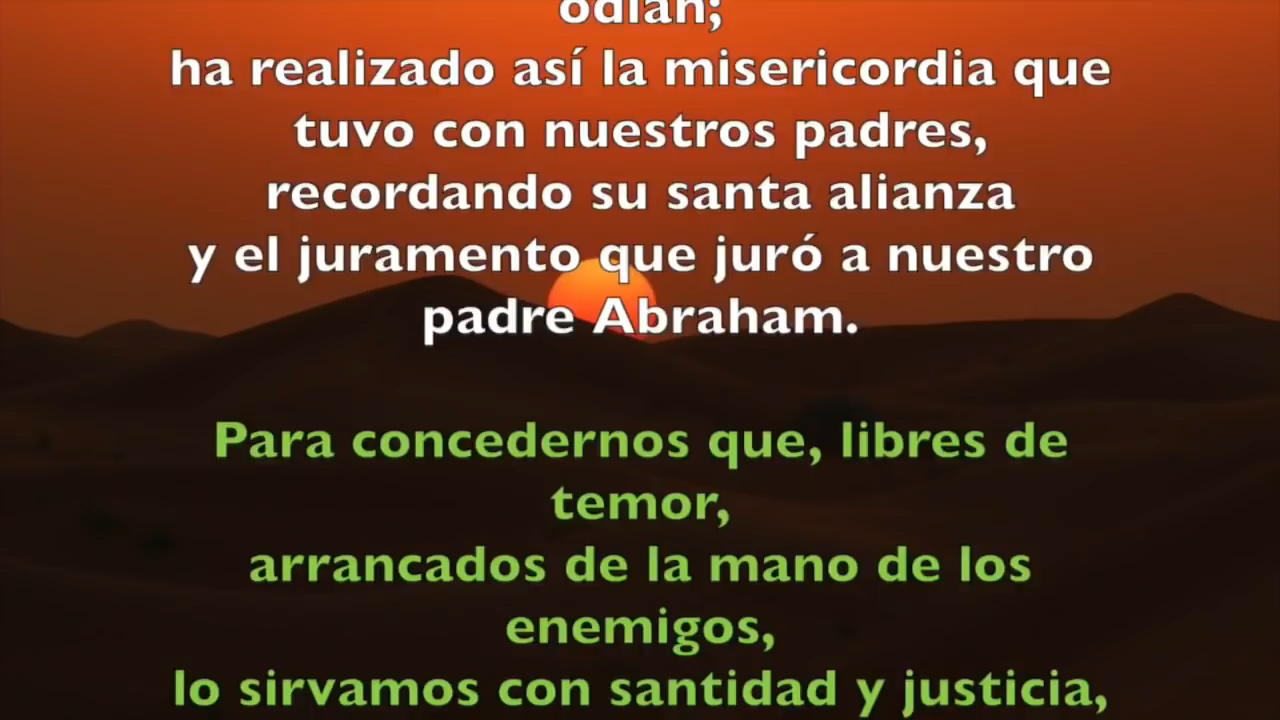 odian;
ha realizado así la misericordia que
tuvo con nuestros padres,
recordando su santa alianza
y el juramento que juró a nuestro
padre Abraham.
Para concedernos que, libres de
temor,
arrancados de la mano de los
enemigos,
lo sirvamos con santidad y justicia,